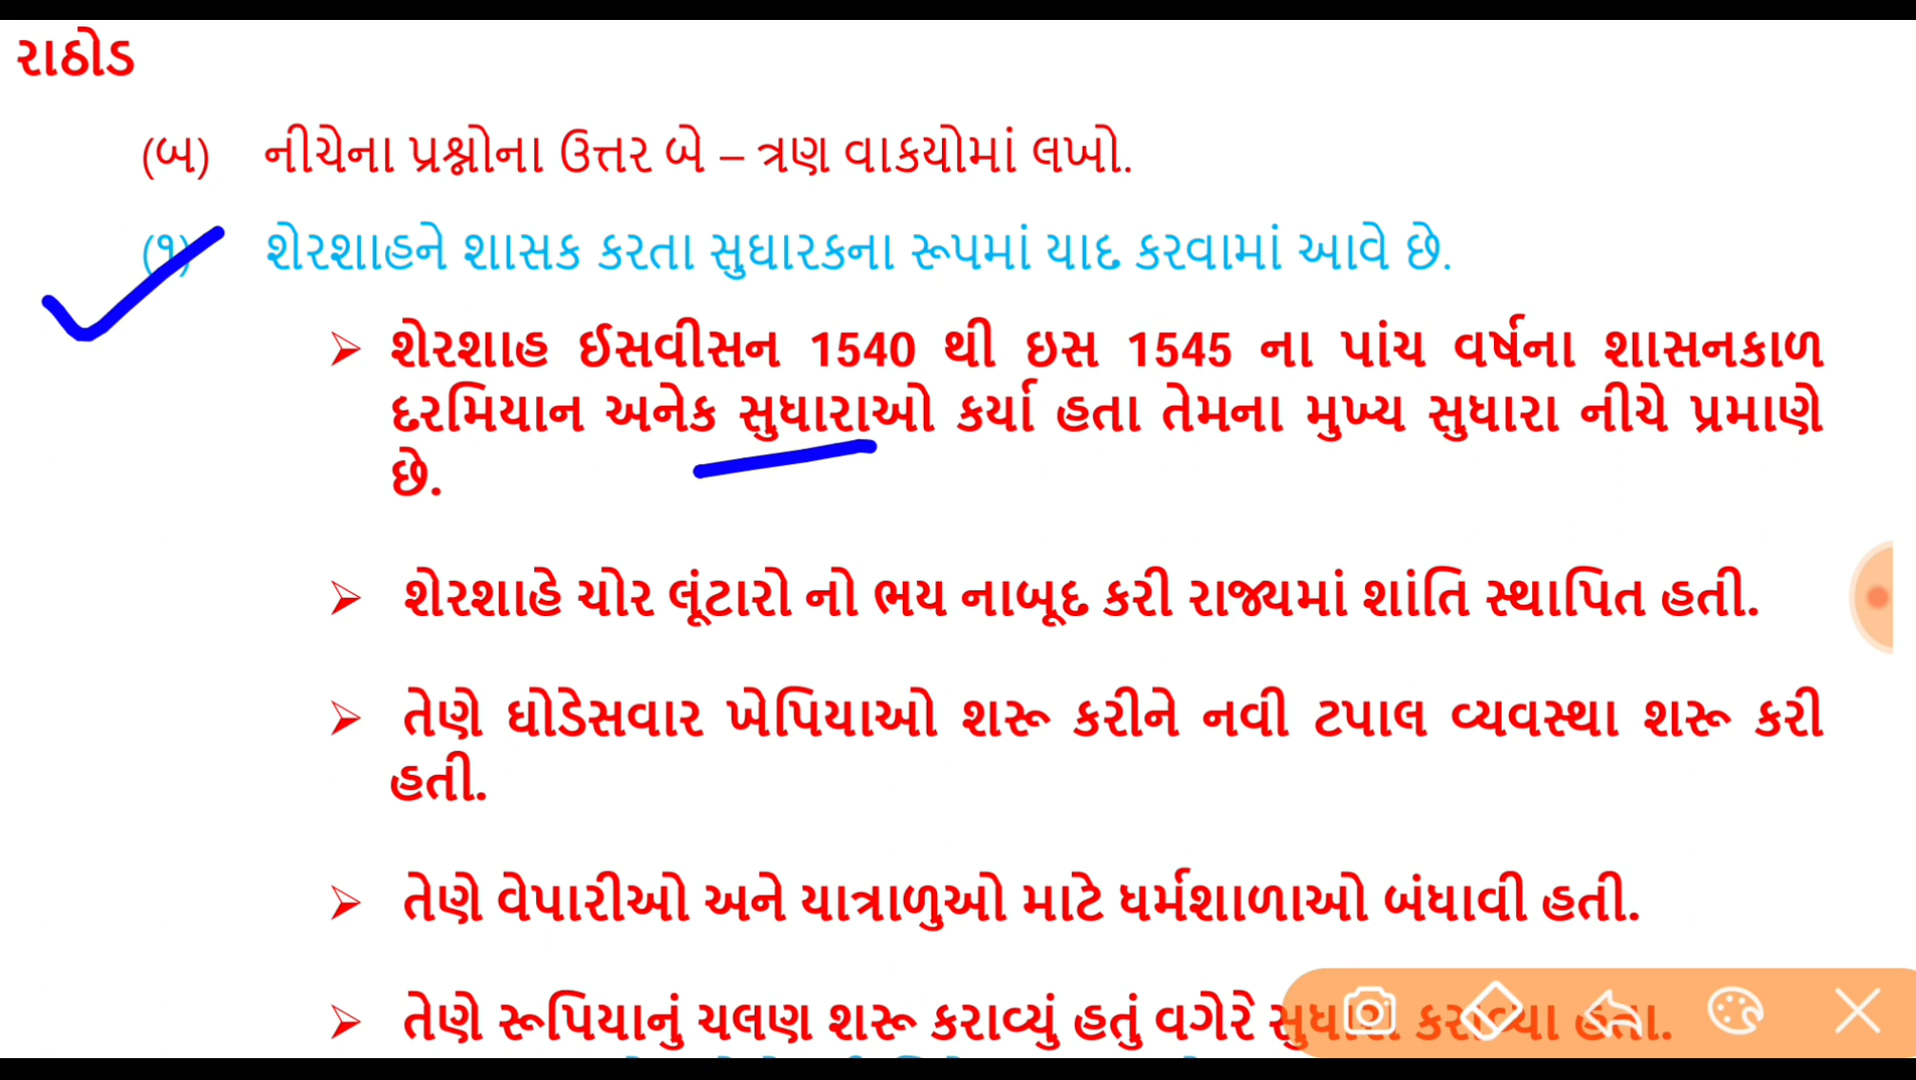 રાઠોડ
(બ) નીચેના પ્રશ્નોના ઉત્તર બે – ત્રણ વાકયોમાં લખો.
(૧) શેરશાહને શાસક કરતા સુધારકના રૂપમાં યાદ કરવામાં આવે છે.
➢ શેરશાહ ઈસવીસન 1540 થી ઇસ 1545 ના પાંચ વર્ષના શાસનકાળ
દરમિયાન અનેક સુધારાઓ કર્યા હતા તેમના મુખ્ય સુધારા નીચે પ્રમાણે
છે.
➢ શેરશાહે ચોર લૂંટારો નો ભય નાબૂદ કરી રાજ્યમાં શાંતિ સ્થાપિત હતી.
➢ તેણે ઘોડેસવાર ખેપિયાઓ શરૂ કરીને નવી ટપાલ વ્યવસ્થા શરૂ કરી
હતી.
➢ તેણે વેપારીઓ અને યાત્રાળુઓ માટે ધર્મશાળાઓ બંધાવી હતી.
➢ તેણે રૂપિયાનું ચલણ શરૂ કરાવ્યું હતું વગેરે સુધારા કરાવ્યા હતા.